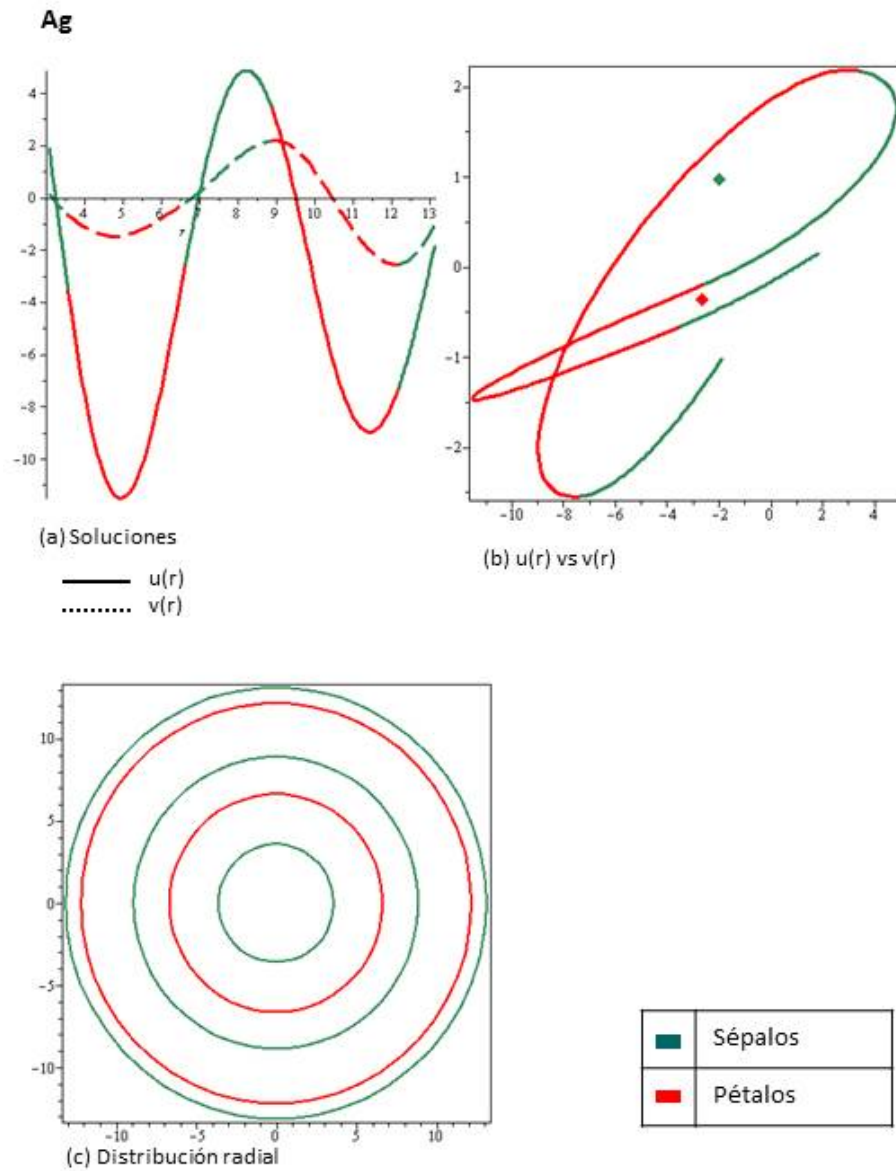 Ag
4
2
0
-2
-4
-6
-8
-10
4 5 6 7 8 9 10 11 12 13
r
(a) Soluciones
u(r)
v(r)
2
1
0
-1
-2
-10 -8 -6 -4 -2 0 2 4
(b) u(r) vs v(r)
10
5
0
-5
-10
-10 -5 0 5 10
(c) Distribución radial
Sépalos
Pétalos